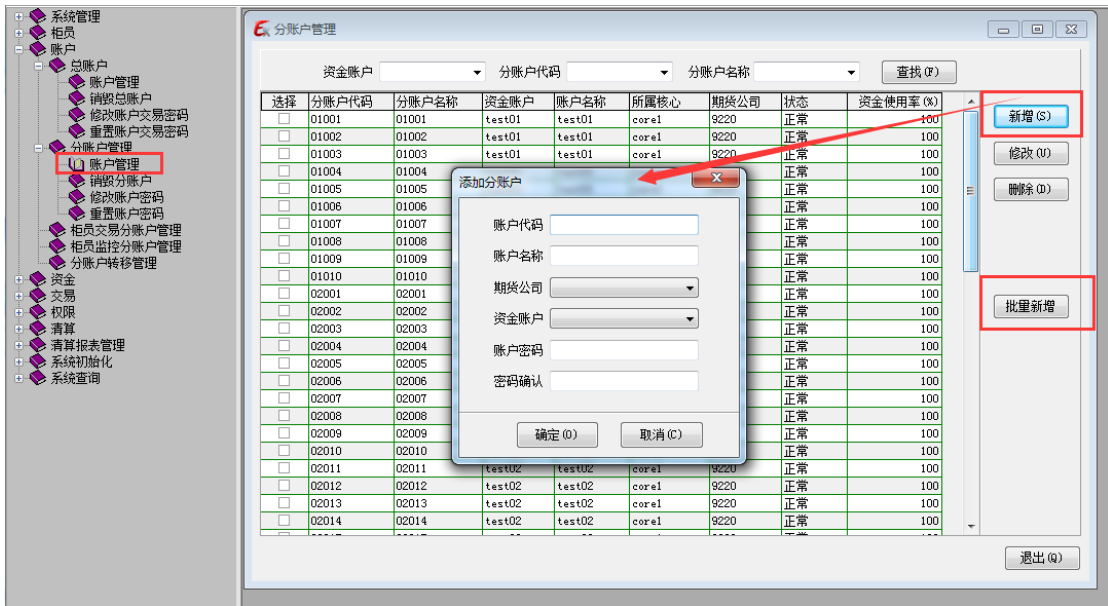 系统管理
柜员
账户
总账户
账户管理
销毁总账户
修改账户交易密码
重置账户交易密码
分账户管理
账户管理
销毁分账户
修改账户密码
重置账户密码
柜员交易分账户管理
柜员监控分账户管理
分账户转移管理
资金
交易
权限
清算
清算报表管理
系统初始化
系统查询
分账户管理
资金账户 分账户代码 分账户名称 查找(F)
选择 分账户代码 分账户名称 资金账户 账户名称 所属核心 期货公司 状态 资金使用率(%)
01001 01001 test01 test01 core1 9220 正常 100
01002 01002 test01 test01 core1 9220 正常 100
01003 01003 test01 test01 core1 9220 正常 100
01004 01004 正常 100
01005 01005 正常 100
01006 01006 正常 100
01007 01007 正常 100
01008 01008 正常 100
01009 01009 正常 100
01010 01010 正常 100
02001 02001 正常 100
02002 02002 正常 100
02003 02003 正常 100
02004 02004 正常 100
02005 02005 正常 100
02006 02006 正常 100
02007 02007 正常 100
02008 02008 正常 100
02009 02009 正常 100
02010 02010 正常 100
02011 02011 test02 test02 core1 9220 正常 100
02012 02012 test02 test02 core1 9220 正常 100
02013 02013 test02 test02 core1 9220 正常 100
02014 02014 test02 test02 core1 9220 正常 100
添加分账户
账户代码
账户名称
期货公司
资金账户
账户密码
密码确认
确定(O) 取消(C)
新增(S)
修改(U)
删除(D)
批量新增
退出(Q)